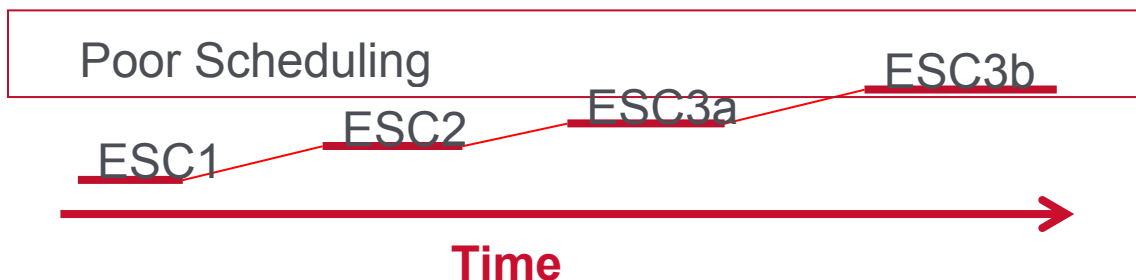 Poor Scheduling
ESC3b
ESC3a
ESC2
ESC1
Time